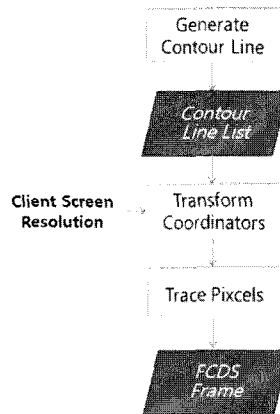 Generate
Contour Line
Contour
Line List
Client Screen
Resolution
Transform
Coordinators
Trace Pixcels
FCDS
Frame